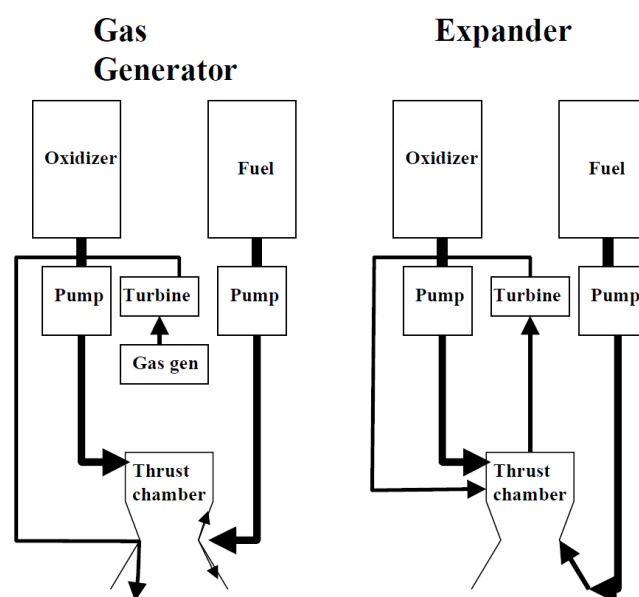 Gas
Generator
Expander
Oxidizer
Fuel
Oxidizer
Fuel
Pump
Turbine
Pump
Pump
Turbine
Pump
Gas gen
Thrust
chamber
Thrust
chamber